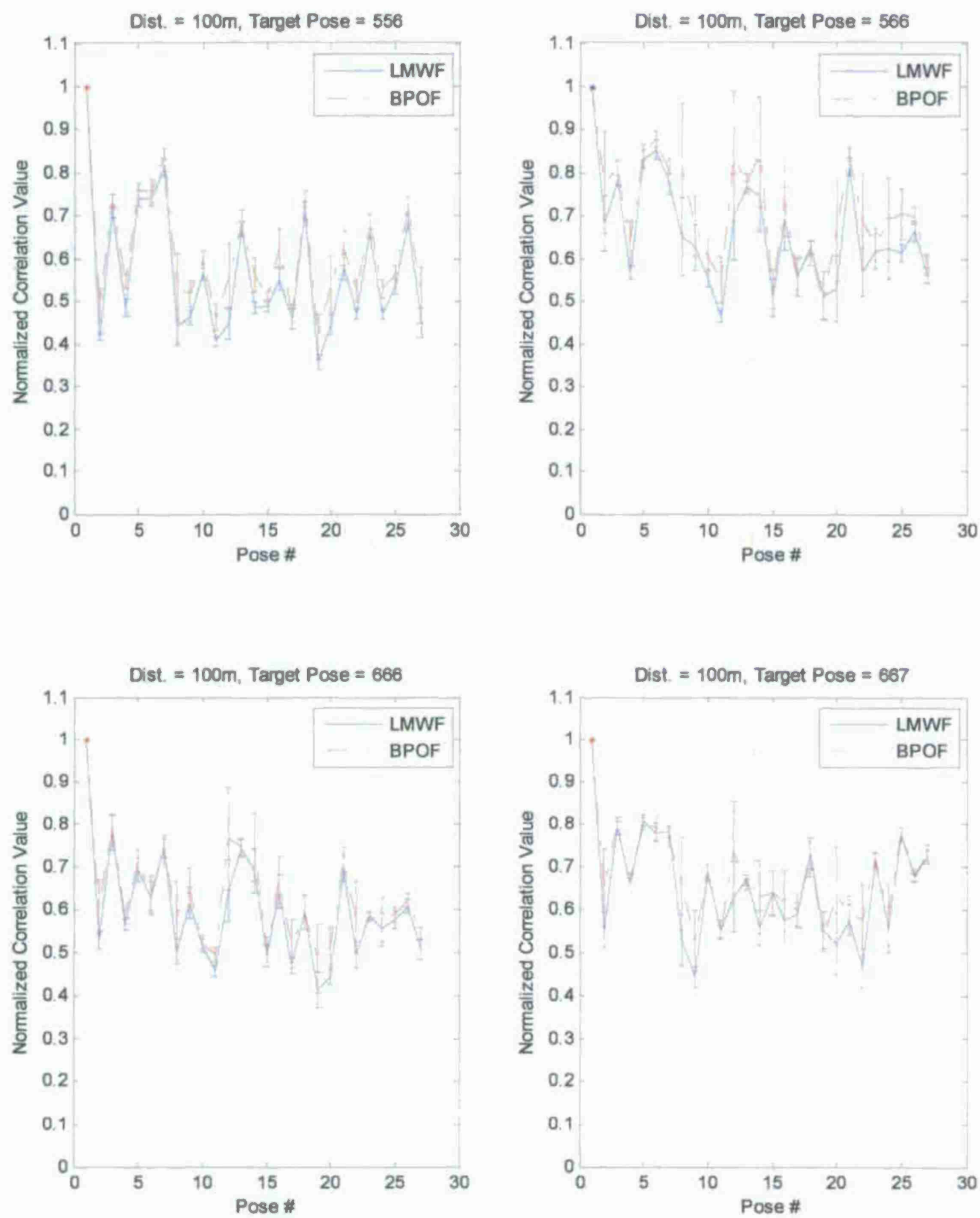 Dist. = 100m, Target Pose = 556
1.1
1
0.9
0.8
0.7
0.6
0.5
0.4
0.3
0.2
0.1
0
LMWF
BPOF
Normalized Correlation Value
0 5 10 15 20 25 30
Pose #
Dist. = 100m, Target Pose = 566
1.1
1
0.9
0.8
0.7
0.6
0.5
0.4
0.3
0.2
0.1
0
LMWF
BPOF
Normalized Correlation Value
0 5 10 15 20 25 30
Pose #
Dist. = 100m, Target Pose = 666
1.1
1
0.9
0.8
0.7
0.6
0.5
0.4
0.3
0.2
0.1
0
LMWF
BPOF
Normalized Correlation Value
0 5 10 15 20 25 30
Pose #
Dist. = 100m, Target Pose = 667
1.1
1
0.9
0.8
0.7
0.6
0.5
0.4
0.3
0.2
0.1
0
LMWF
BPOF
Normalized Correlation Value
0 5 10 15 20 25 30
Pose #